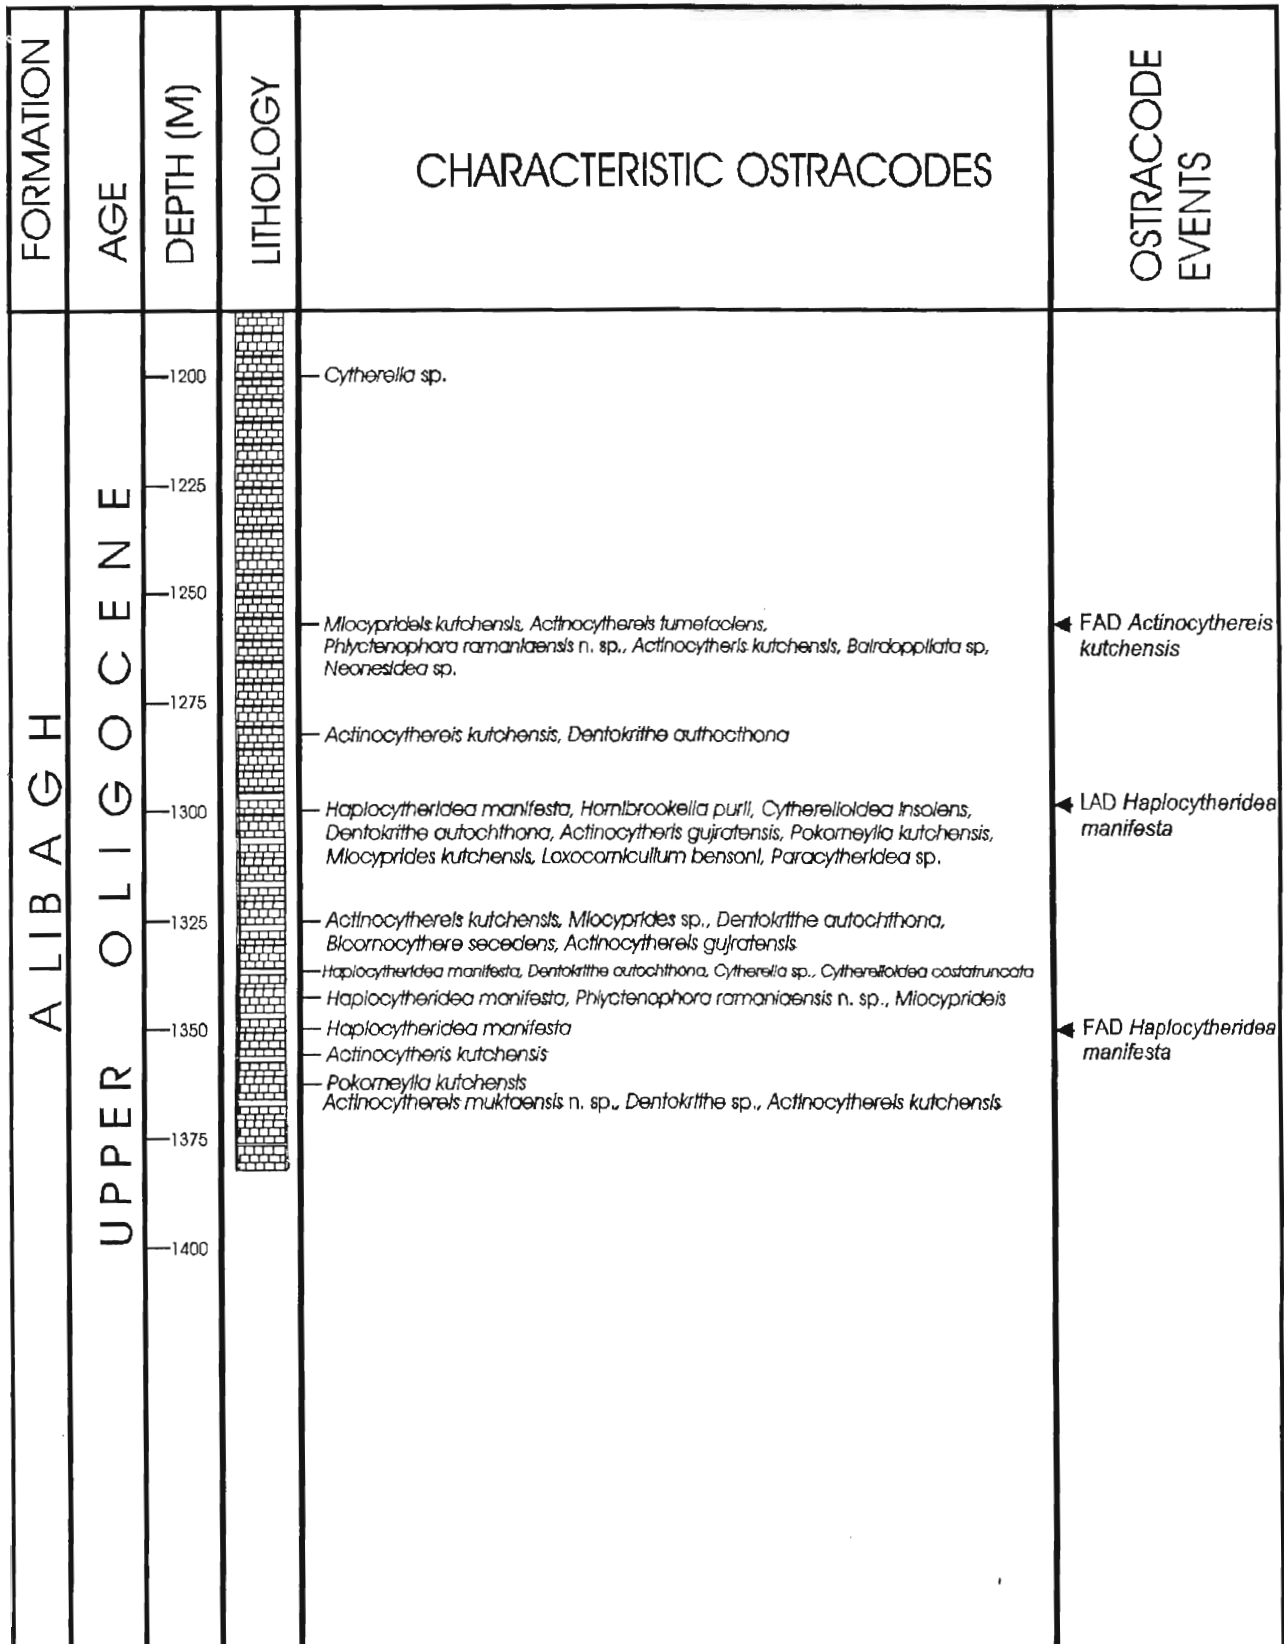 FORMATION
AGE
DEPTH (M)
LITHOLOGY
CHARACTERISTIC OSTRACODES
OSTRACODE
EVENTS
ALIBAGH
UPPER OLIGOCENE
1200
1225
1250
1275
1300
1325
1350
1375
1400
Cytherella sp.
Miocyprideis kutchensis, Actinocythereis tumefaciens,
Phlyctenophora ramaniaensis n. sp., Actinocytheris kutchensis, Bairdoppilata sp,
Neonesidea sp.
Actinocythereis kutchensis, Dentokrithe authocthona
Haplocytheridea manifesta, Hornibrookella purii, Cytherelloidea insolens,
Dentokrithe autochthona, Actinocytheris gujratensis, Pokorneylla kutchensis,
Miocyprides kutchensis, Loxocorniculium bensoni, Paracytheridea sp.
Actinocythereis kutchensis, Miocyprides sp., Dentokrithe autochthona,
Bicornocythere secedens, Actinocythereis gujratensis
Haplocytheridea manifesta, Dentokrithe autochthona, Cytherella sp., Cytherelloidea costatruncata
Haplocytheridea manifesta, Phlyctenophora ramaniaensis n. sp., Miocyprideis
Haplocytheridea manifesta
Actinocytheris kutchensis
Pokorneylla kutchensis
Actinocythereis muktaensis n. sp., Dentokrithe sp., Actinocythereis kutchensis
FAD Actinocythereis
kutchensis
LAD Haplocytheridea
manifesta
FAD Haplocytheridea
manifesta